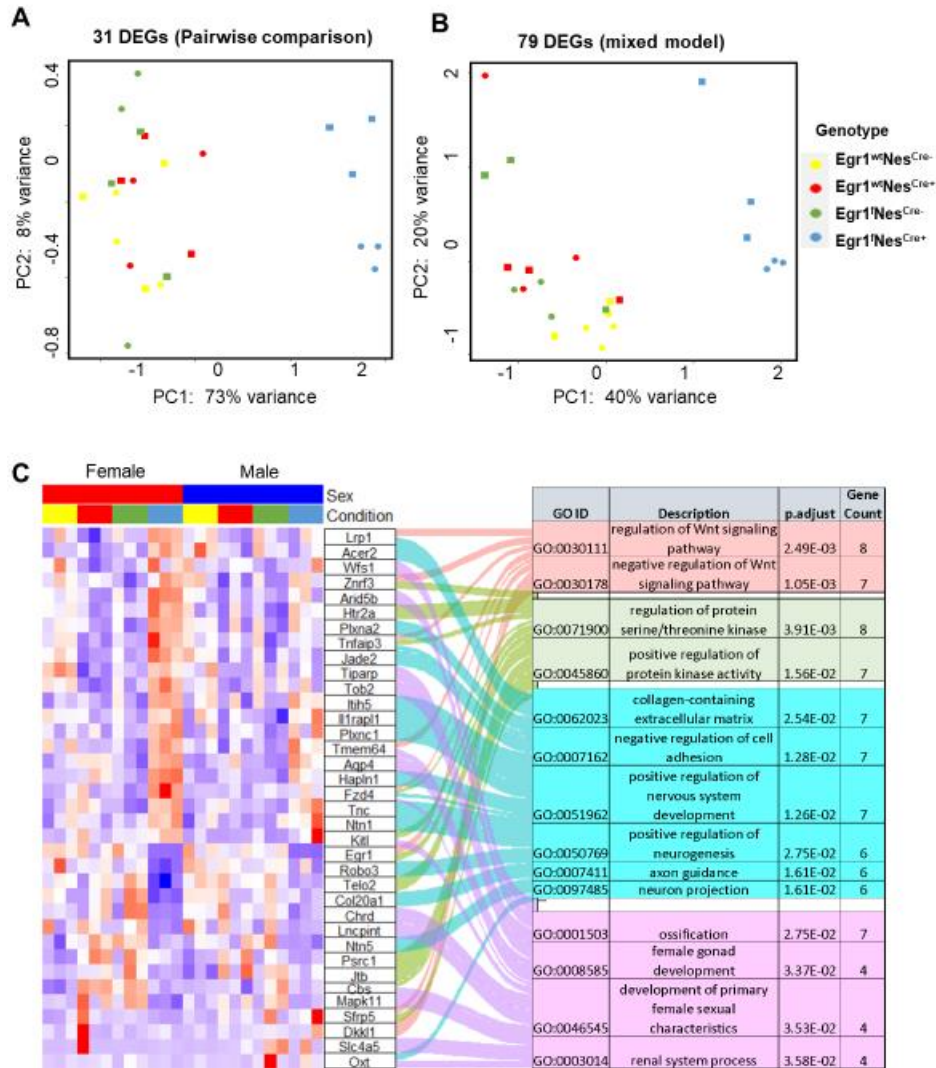 A
31 DEGs (Pairwise comparison)
0.4
0
-0.4
-0.8
PC2: 8% variance
-1
0
1
2
PC1: 73% variance
B
79 DEGs (mixed model)
2
1
0
-1
PC2: 20% variance
-1
0
1
2
PC1: 40% variance
Genotype
Egr1ʷᵗNesCre-
Egr1ʷᵗNesCre+
Egr1ᶠNesCre-
Egr1ᶠNesCre+
C
Female Male
Sex
Condition
Lrp1
Acer2
Wfs1
Znrf3
Arid5b
Htr2a
Plxna2
Tnfaip3
Jade2
Tiparp
Tob2
Itih5
Il1rapl1
Plxnc1
Tmem64
Aqp4
Hapln1
Fzd4
Tnc
Ntn1
Kitl
Egr1
Robo3
Telo2
Col20a1
Chrd
Lncpint
Ntn5
Psrc1
Jtb
Cbs
Mapk11
Sfrp5
Dkkl1
Slc4a5
Oxt
GO ID Description p.adjust Gene Count
GO:0030111 regulation of Wnt signaling pathway 2.49E-03 8
GO:0030178 negative regulation of Wnt signaling pathway 1.05E-03 7
GO:0071900 regulation of protein serine/threonine kinase 3.91E-03 8
GO:0045860 positive regulation of protein kinase activity 1.56E-02 7
GO:0062023 collagen-containing extracellular matrix 2.54E-02 7
GO:0007162 negative regulation of cell adhesion 1.28E-02 7
GO:0051962 positive regulation of nervous system development 1.26E-02 7
GO:0050769 positive regulation of neurogenesis 2.75E-02 6
GO:0007411 axon guidance 1.61E-02 6
GO:0097485 neuron projection 1.61E-02 6
GO:0001503 ossification 2.75E-02 7
GO:0008585 female gonad development 3.37E-02 4
GO:0046545 development of primary female sexual characteristics 3.53E-02 4
GO:0003014 renal system process 3.58E-02 4